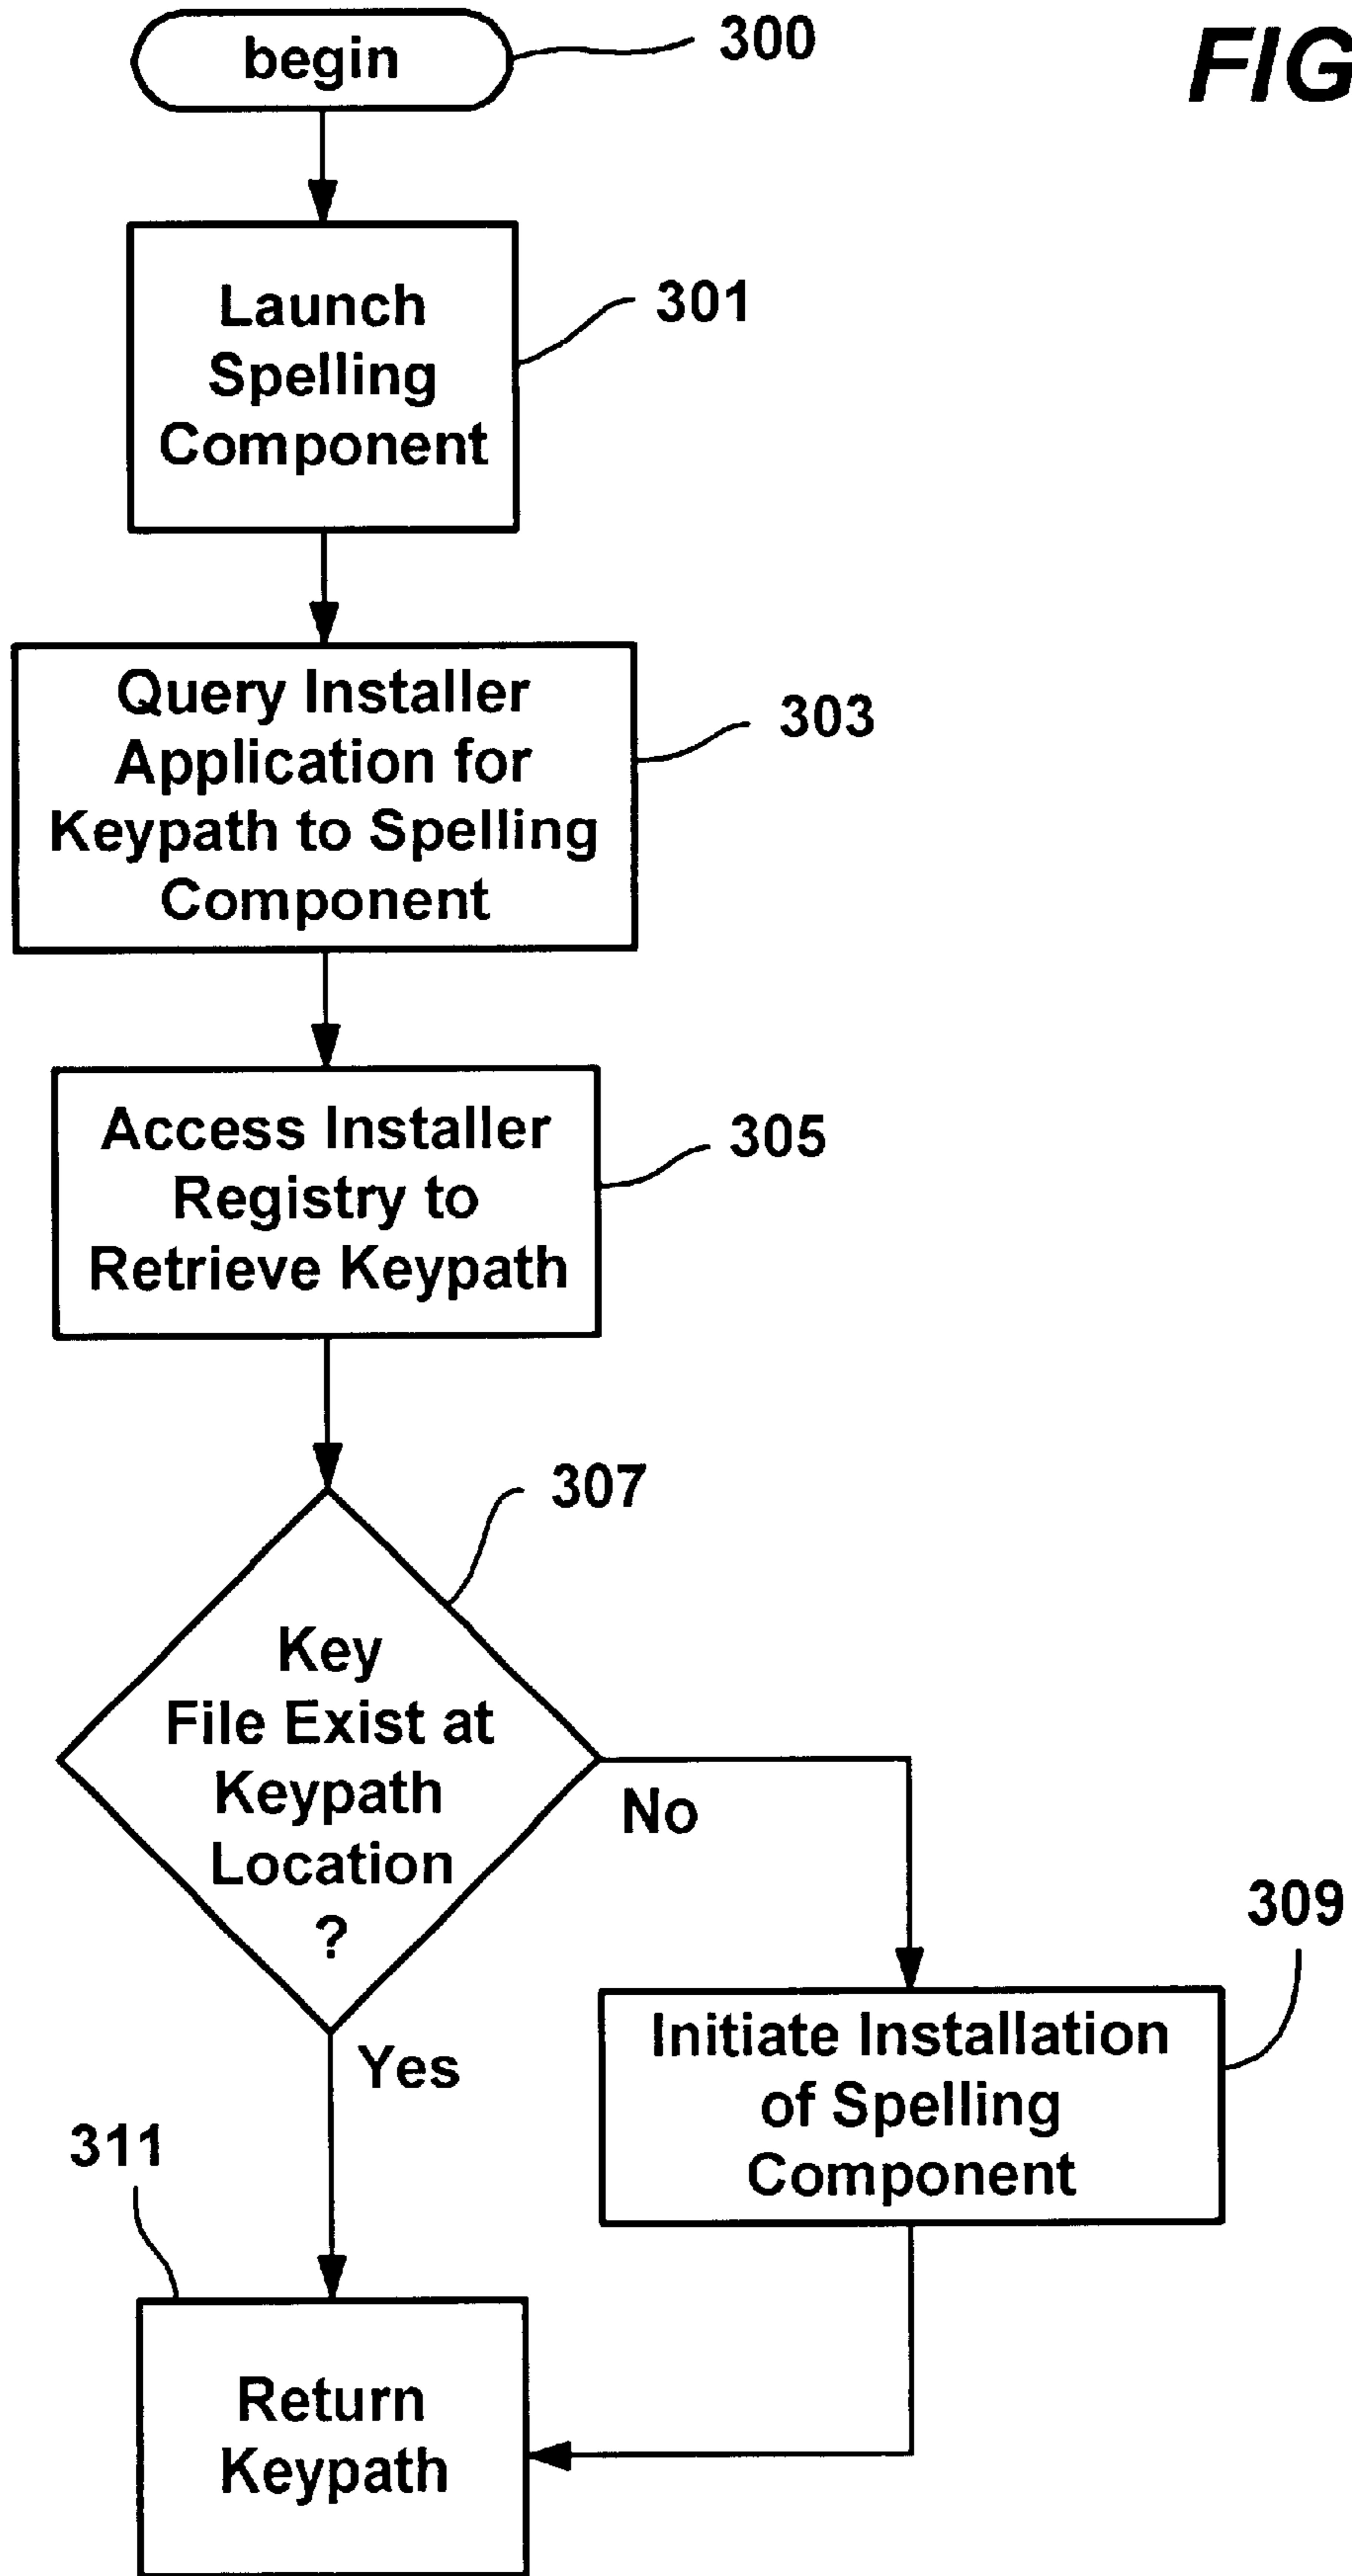 begin
300
FIG
Launch
Spelling
Component
301
Query Installer
Application for
Keypath to Spelling
Component
303
Access Installer
Registry to
Retrieve Keypath
305
307
Key
File Exist at
Keypath
Location
?
No
Yes
309
Initiate Installation
of Spelling
Component
311
Return
Keypath